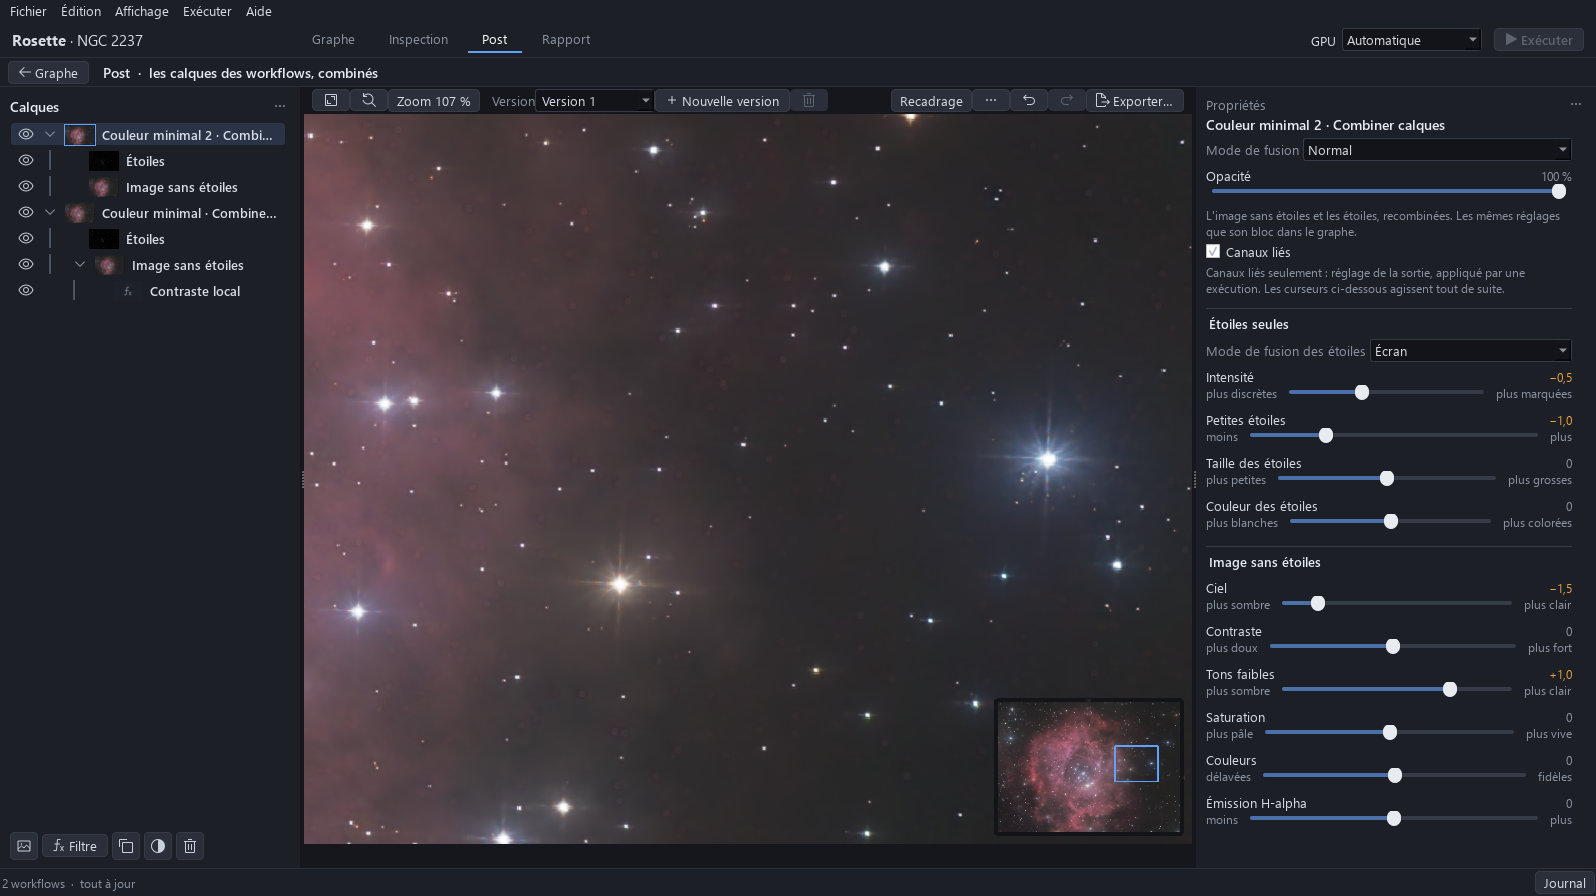 Fichier Édition Affichage Exécuter Aide
Rosette · NGC 2237
Graphe Inspection Post Rapport
GPU Automatique Exécuter
Graphe Post · les calques des workflows, combinés
Calques ...
Zoom 107 % Version Version 1 + Nouvelle version Recadrage ... Exporter...
Couleur minimal 2 · Combi...
Étoiles
Image sans étoiles
Couleur minimal · Combine...
Étoiles
Image sans étoiles
fx Contraste local
fx Filtre
Propriétés ...
Couleur minimal 2 · Combiner calques
Mode de fusion Normal
Opacité 100 %
L'image sans étoiles et les étoiles, recombinées. Les mêmes réglages
que son bloc dans le graphe.
Canaux liés
Canaux liés seulement : réglage de la sortie, appliqué par une
exécution. Les curseurs ci-dessous agissent tout de suite.
Étoiles seules
Mode de fusion des étoiles Écran
Intensité −0,5
plus discrètes plus marquées
Petites étoiles −1,0
moins plus
Taille des étoiles 0
plus petites plus grosses
Couleur des étoiles 0
plus blanches plus colorées
Image sans étoiles
Ciel −1,5
plus sombre plus clair
Contraste 0
plus doux plus fort
Tons faibles +1,0
plus sombre plus clair
Saturation 0
plus pâle plus vive
Couleurs 0
délavées fidèles
Émission H-alpha 0
moins plus
2 workflows · tout à jour
Journal